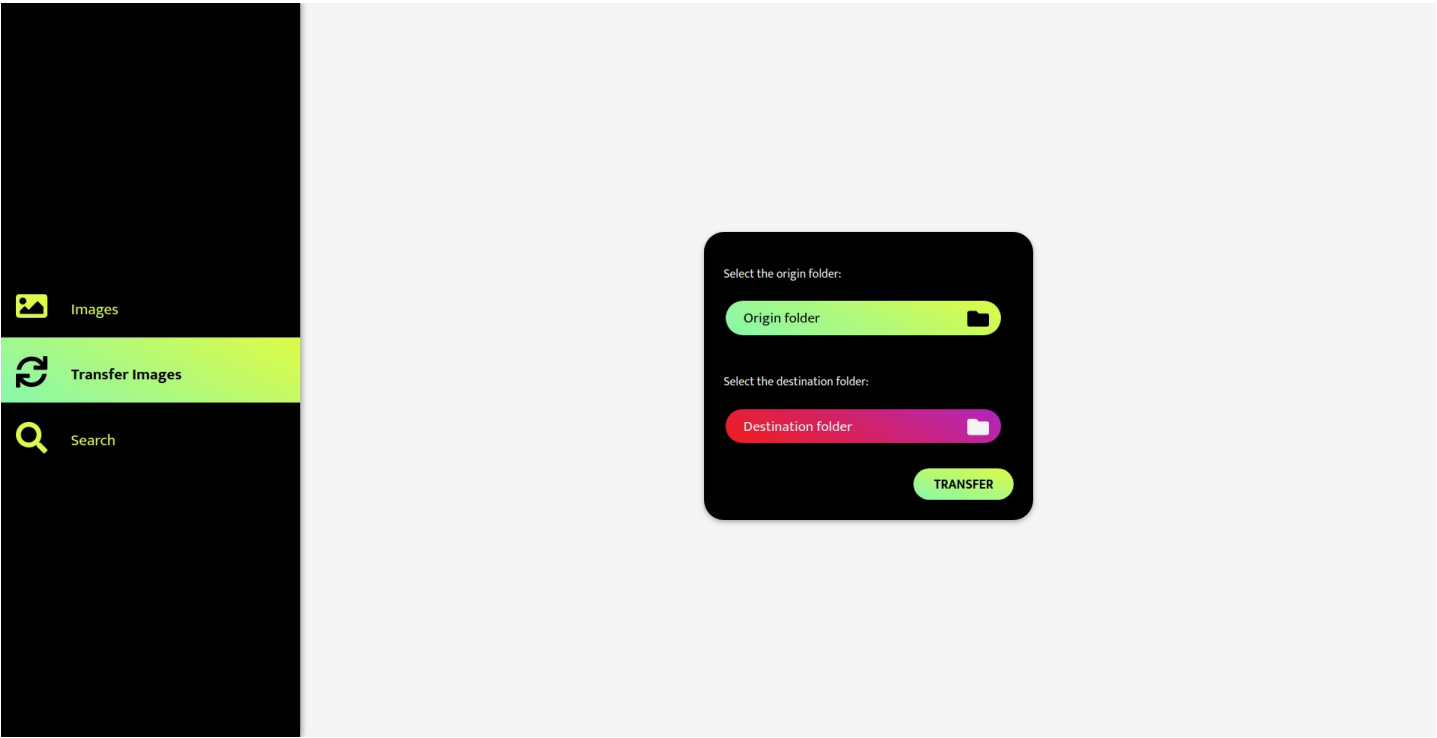 Images
Transfer Images
Search
Select the origin folder:
Origin folder
Select the destination folder:
Destination folder
TRANSFER